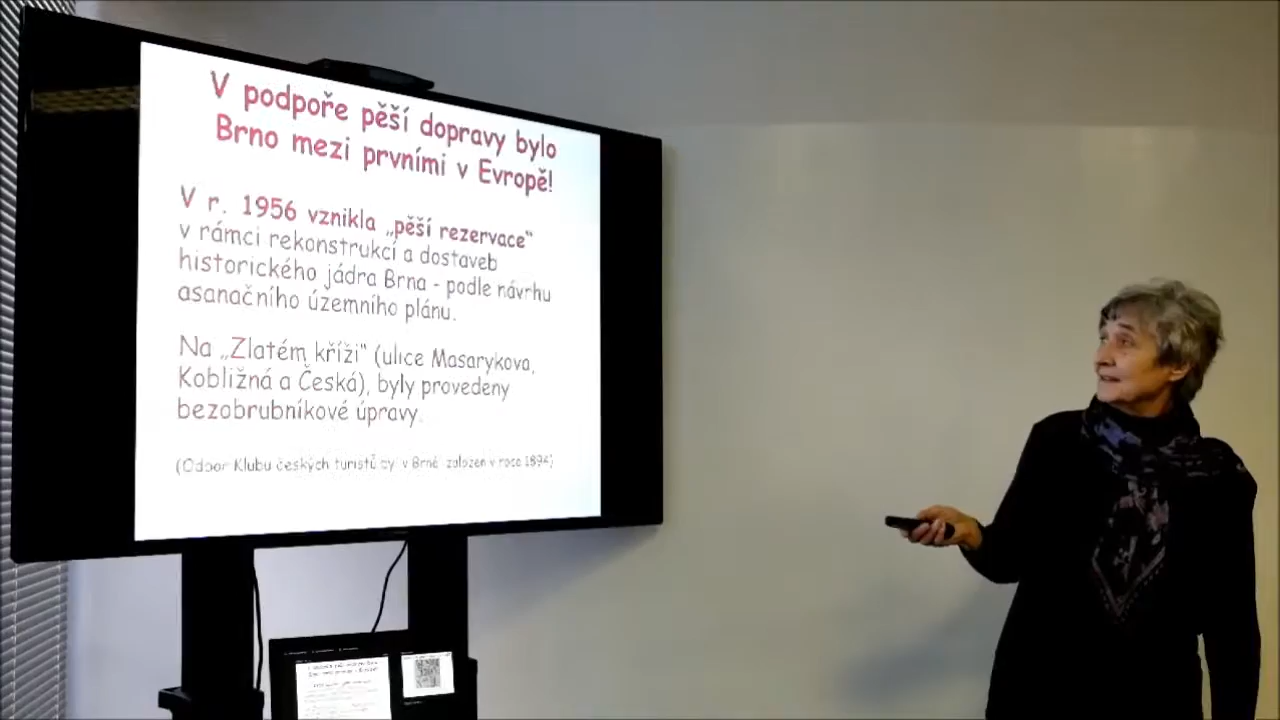 V podpoře pěší dopravy bylo
Brno mezi prvními v Evropě!
V r. 1956 vznikla „pěší rezervace“
v rámci rekonstrukcí a dostaveb
historického jádra Brna - podle návrhu
asanačního územního plánu.
Na „Zlatém kříži“ (ulice Masarykova,
Kobližná a Česká), byly provedeny
bezobrubníkové úpravy.
(Odbor Klubu českých turistů byl v Brně založen v roce 1894)